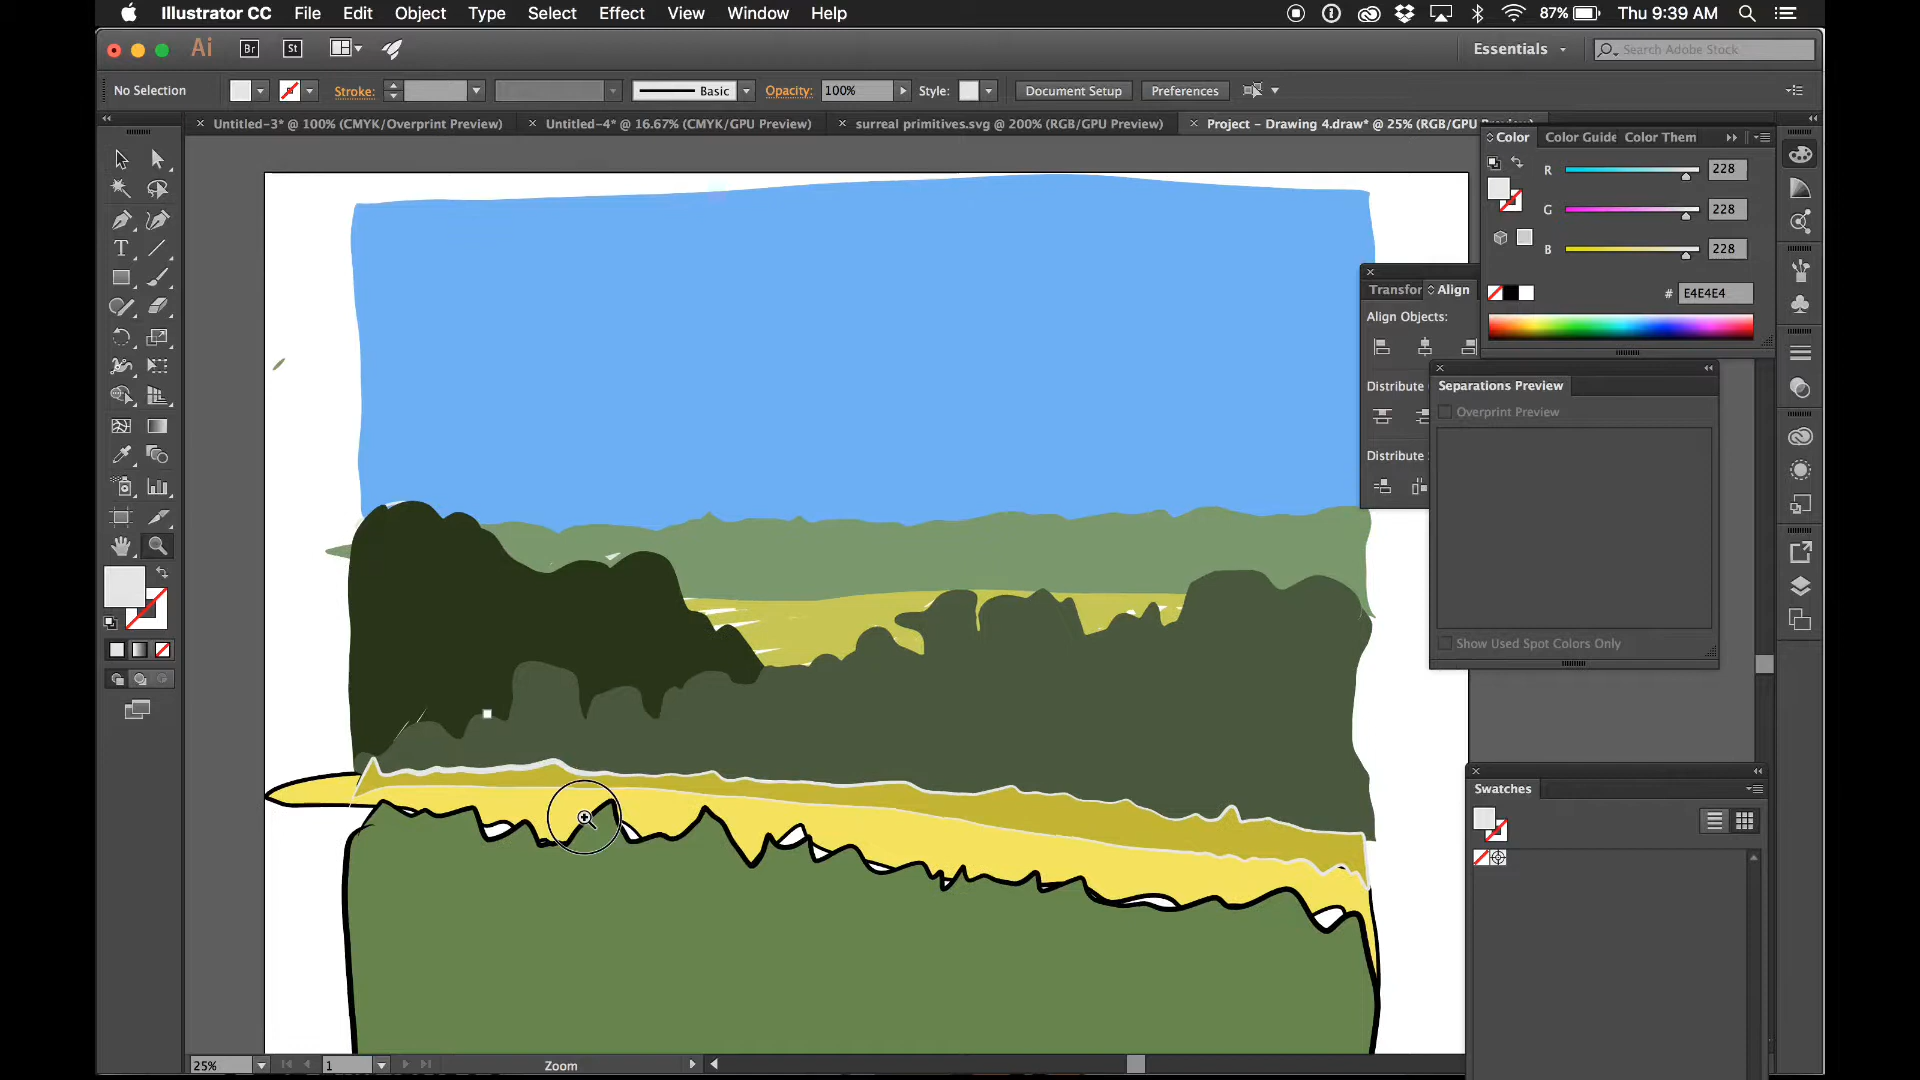 Illustrator CC File Edit Object Type Select Effect View Window Help 87% Thu 9:39 AM
Ai Br St Essentials Search Adobe Stock
No Selection Stroke: Basic Opacity: 100% Style: Document Setup Preferences
Untitled-3* @ 100% (CMYK/Overprint Preview) Untitled-4* @ 16.67% (CMYK/GPU Preview) surreal primitives.svg @ 200% (RGB/GPU Preview) Project – Drawing 4.draw* @ 25% (RGB/GPU
Color Color Guide Color Them
R 228
G 228
B 228
# E4E4E4
Transfor Align
Align Objects:
Distribute
Distribute
Separations Preview
Overprint Preview
Show Used Spot Colors Only
Swatches
T
25% 1 Zoom